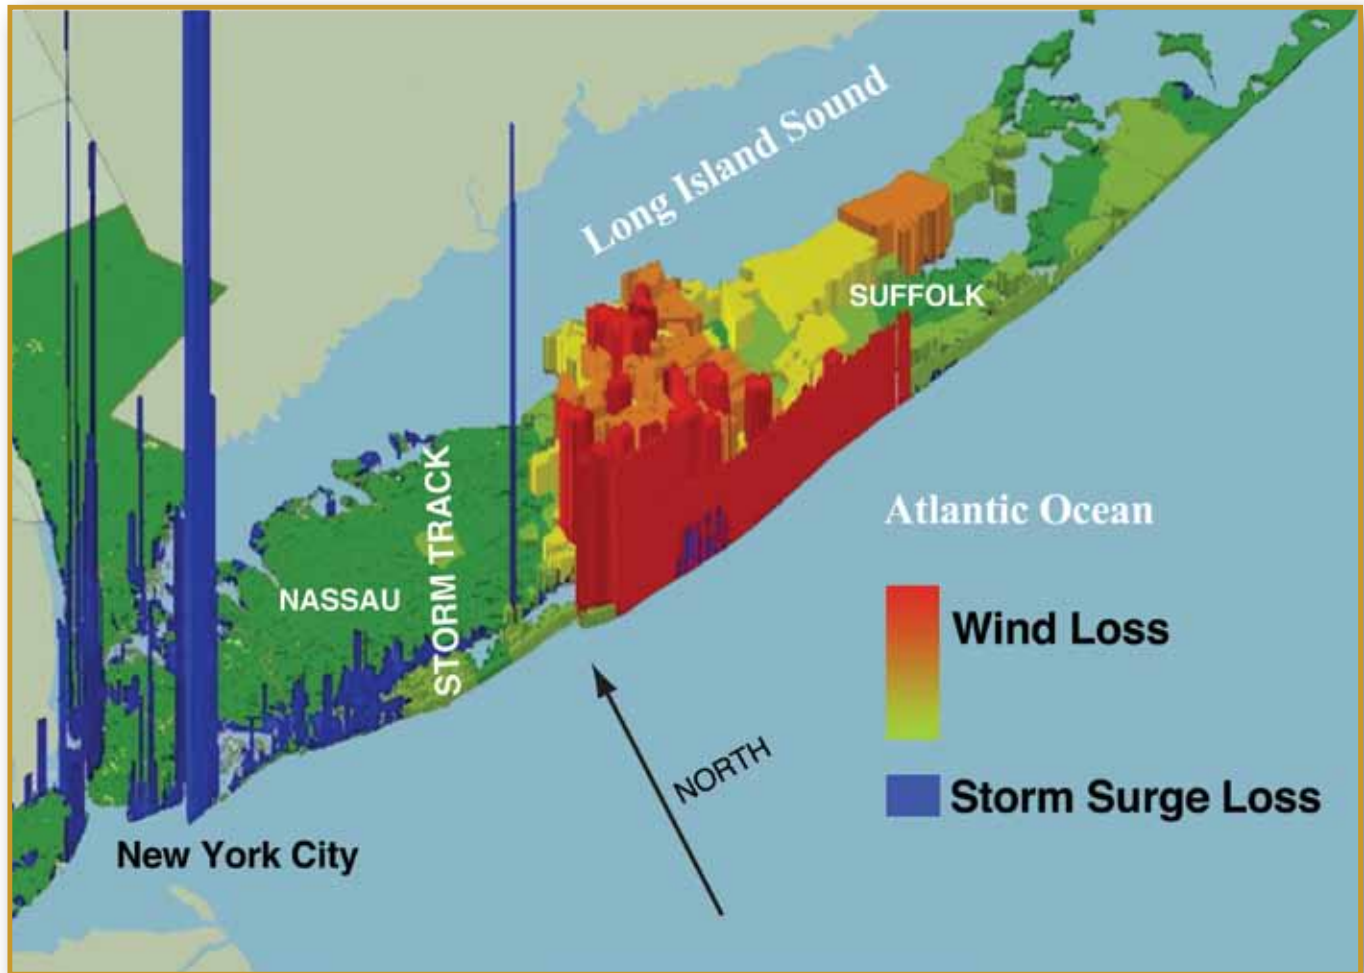 Long Island Sound
SUFFOLK
STORM TRACK
Atlantic Ocean
NASSAU
Wind Loss
NORTH
Storm Surge Loss
New York City